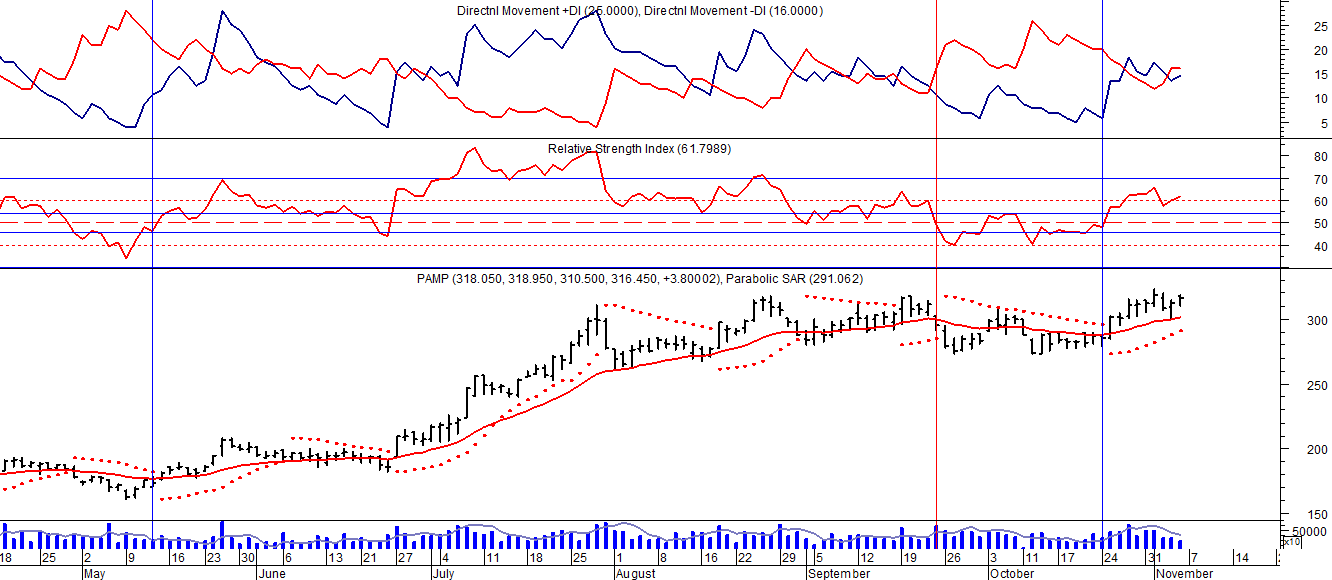 Directnl Movement +DI (25.0000), Directnl Movement -DI (16.0000)
25
20
15
10
5
Relative Strength Index (61.7989)
80
70
60
50
40
PAMP (318.050, 318.950, 310.500, 316.450, +3.80002), Parabolic SAR (291.062)
300
250
200
150
50000
x10
18 25 2 9 16 23 30 6 13 21 27 4 11 18 25 1 8 16 22 29 5 12 19 26 3 11 17 24 31 7 14
May June July August September October November